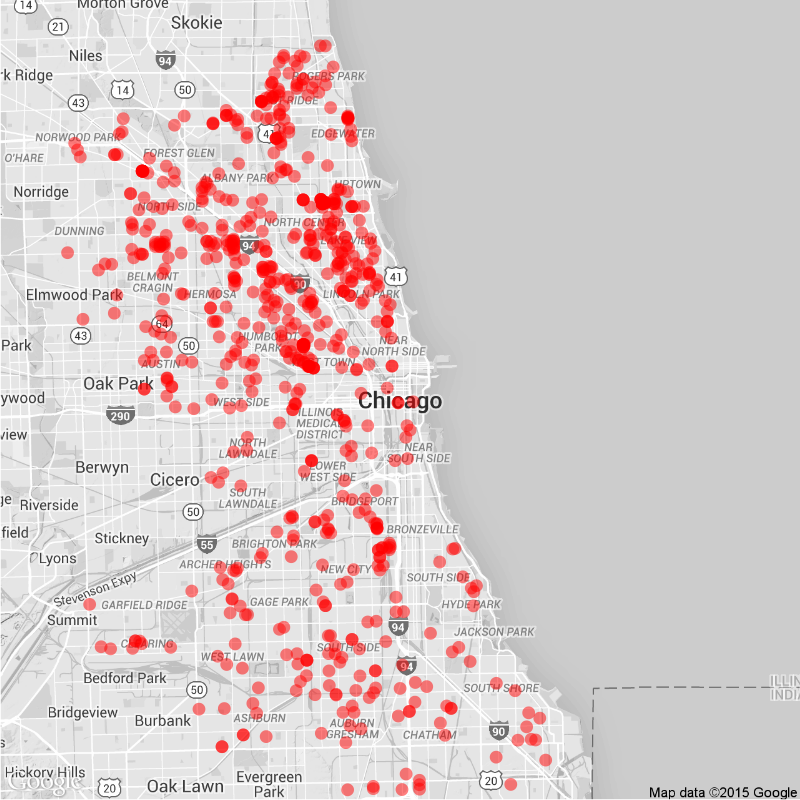 14
Morton Grove
21
Skokie
Niles
94
rk Ridge
ROGERS PARK
14
50
43
RIDGE
41
EDGEWATER
NORWOOD PARK
O'HARE
FOREST GLEN
ALBANY PARK
UPTOWN
Norridge
NORTH SIDE
NORTH CENTER
DUNNING
94
LAKE VIEW
BELMONT
CRAGIN
41
90
Elmwood Park
HERMOSA
LINCOLN PARK
64
43
HUMBOLDT
PARK
NEAR
NORTH SIDE
Park
50
AUSTIN
WEST TOWN
Oak Park
ywood
WEST SIDE
Chicago
290
ILLINOIS
MEDICAL
DISTRICT
view
NORTH
LAWNDALE
NEAR
SOUTH SIDE
Berwyn
LOWER
WEST SIDE
Cicero
SOUTH
LAWNDALE
ge
Riverside
BRIDGEPORT
50
field
Stickney
BRONZEVILLE
55
BRIGHTON PARK
Lyons
ARCHER HEIGHTS
NEW CITY
SOUTH SIDE
Stevenson Expy
GARFIELD RIDGE
GAGE PARK
HYDE PARK
Summit
94
JACKSON PARK
CLEARING
SOUTH SIDE
WEST LAWN
94
Bedford Park
50
SOUTH SHORE
ILLIN
INDIA
Bridgeview
Burbank
ASHBURN
AUBURN
GRESHAM
CHATHAM
90
Hickory Hills
Google
20
Oak Lawn
Evergreen
Park
20
Map data ©2015 Google